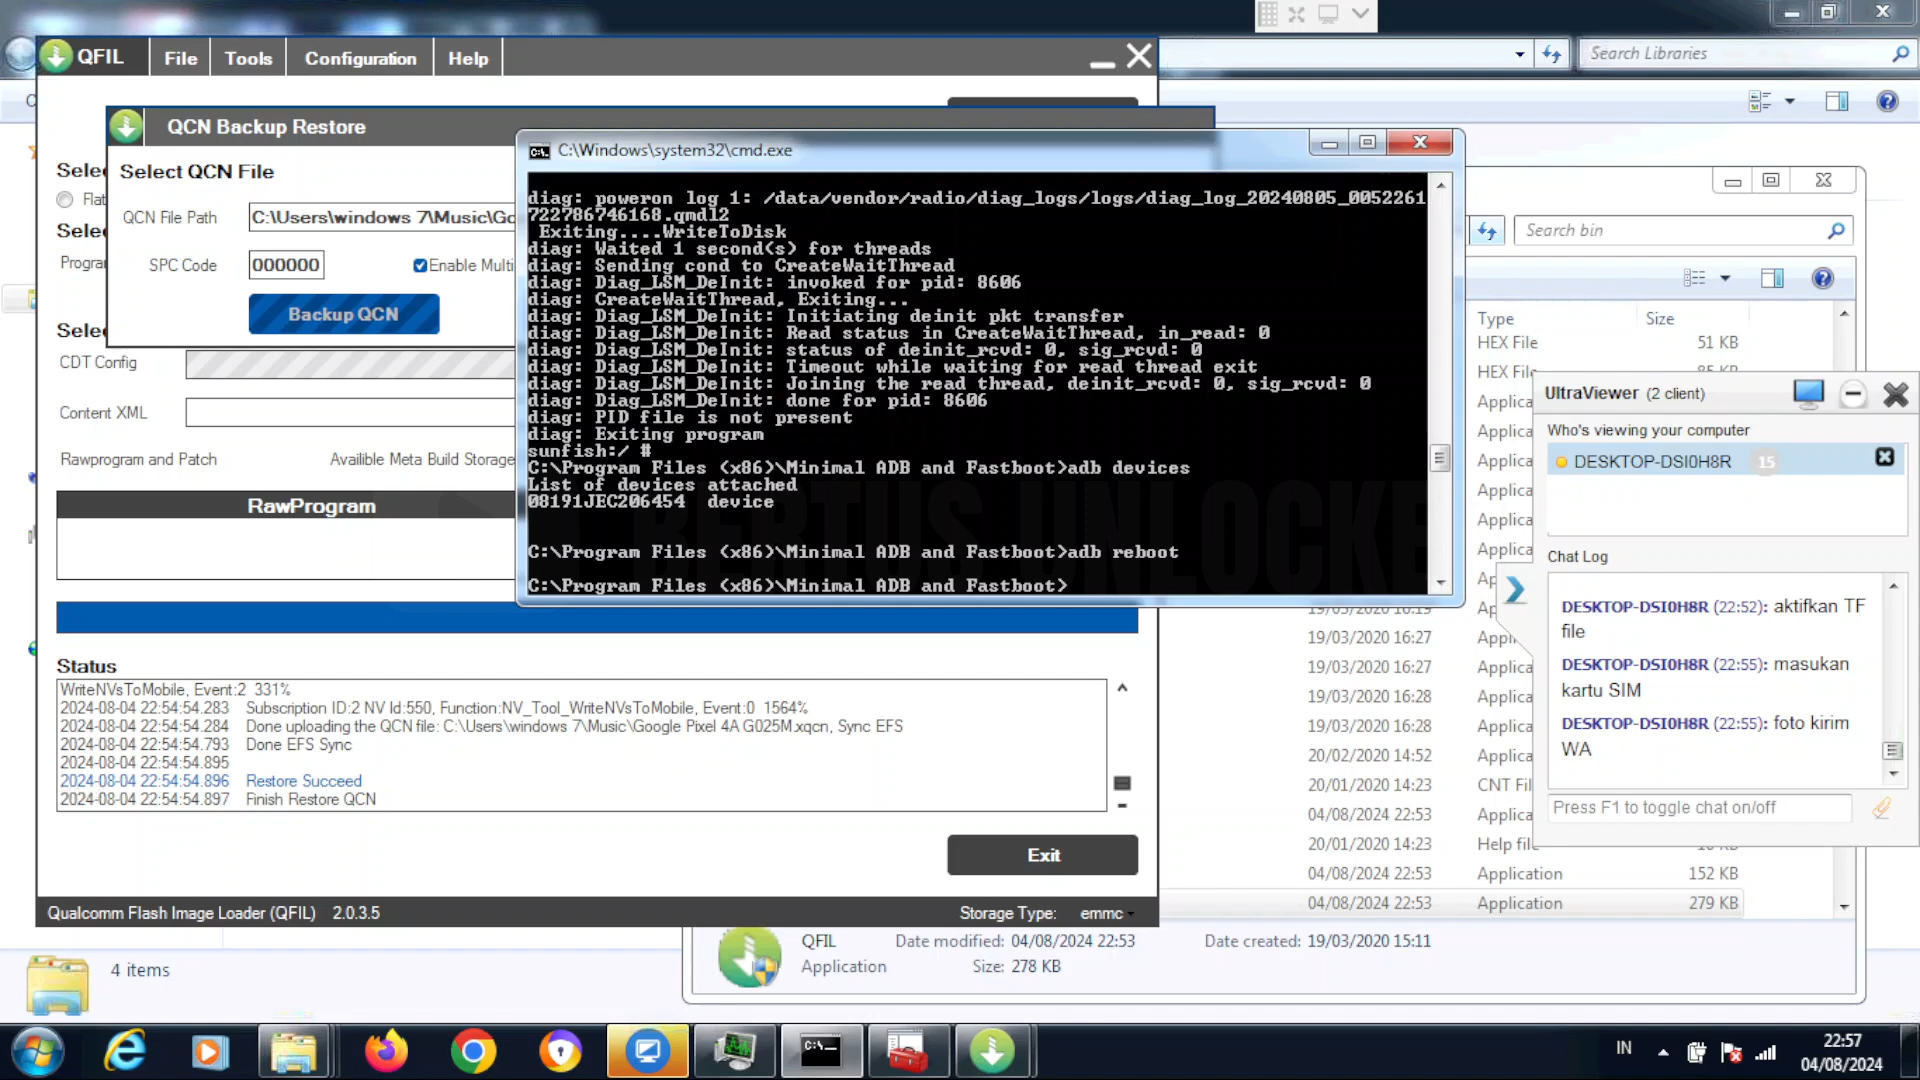 QFIL
File
Tools
Configuration
Help
Search Libraries
QCN Backup Restore
C:\Windows\system32\cmd.exe
Select QCN File
QCN File Path
C:\Users\windows 7\Music\Go
SPC Code
000000
Enable Multi
Backup QCN
Flat
CDT Config
Content XML
Rawprogram and Patch
Availible Meta Build Storage
RawProgram
diag: poweron log 1: /data/vendor/radio/diag_logs/logs/diag_log_20240805_0052261
722786746168.qmdl2
Exiting....WriteToDisk
diag: Waited 1 second(s) for threads
diag: Sending cond to CreateWaitThread
diag: Diag_LSM_DeInit: invoked for pid: 8606
diag: CreateWaitThread, Exiting...
diag: Diag_LSM_DeInit: Initiating deinit pkt transfer
diag: Diag_LSM_DeInit: Read status in CreateWaitThread, in_read: 0
diag: Diag_LSM_DeInit: status of deinit_rcvd: 0, sig_rcvd: 0
diag: Diag_LSM_DeInit: Timeout while waiting for read thread exit
diag: Diag_LSM_DeInit: Joining the read thread, deinit_rcvd: 0, sig_rcvd: 0
diag: Diag_LSM_DeInit: done for pid: 8606
diag: PID file is not present
diag: Exiting program
sunfish:/ #
C:\Program Files (x86)\Minimal ADB and Fastboot>adb devices
List of devices attached
08191JEC206454 device
C:\Program Files (x86)\Minimal ADB and Fastboot>adb reboot
C:\Program Files (x86)\Minimal ADB and Fastboot>
BERTUS UNLOCKE
Search bin
Type Size
HEX File 51 KB
UltraViewer (2 client)
Who's viewing your computer
DESKTOP-DSI0H8R 15
Chat Log
DESKTOP-DSI0H8R (22:52): aktifkan TF
file
DESKTOP-DSI0H8R (22:55): masukan
kartu SIM
DESKTOP-DSI0H8R (22:55): foto kirim
WA
Press F1 to toggle chat on/off
19/03/2020 16:27
19/03/2020 16:27
19/03/2020 16:28
19/03/2020 16:28
20/02/2020 14:52
20/01/2020 14:23 CNT Fil
04/08/2024 22:53 Applica
20/01/2020 14:23 Help file
04/08/2024 22:53 Application 152 KB
04/08/2024 22:53 Application 279 KB
Status
WriteNVsToMobile, Event:2 331%
2024-08-04 22:54:54.283 Subscription ID:2 NV Id:550, Function:NV_Tool_WriteNVsToMobile, Event:0 1564%
2024-08-04 22:54:54.284 Done uploading the QCN file: C:\Users\windows 7\Music\Google Pixel 4A G025M.xqcn, Sync EFS
2024-08-04 22:54:54.793 Done EFS Sync
2024-08-04 22:54:54.895
2024-08-04 22:54:54.896 Restore Succeed
2024-08-04 22:54:54.897 Finish Restore QCN
Exit
Qualcomm Flash Image Loader (QFIL) 2.0.3.5
Storage Type: emmc
QFIL Date modified: 04/08/2024 22:53 Date created: 19/03/2020 15:11
Application Size: 278 KB
4 items
IN
22:57
04/08/2024